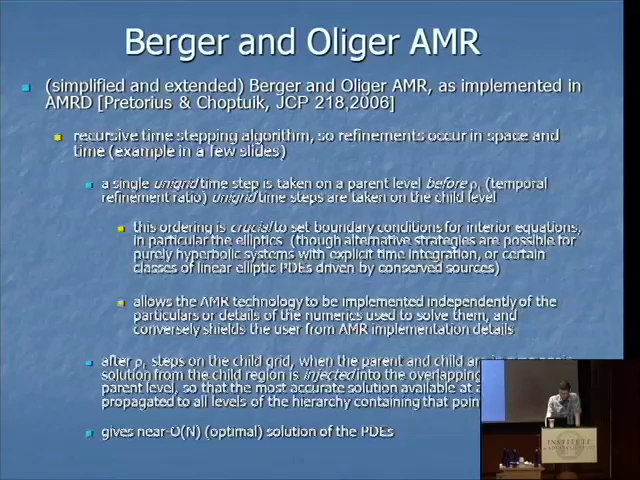 Berger and Oliger AMR
(simplified and extended) Berger and Oliger AMR, as implemented in
AMRD [Pretorius & Choptuik, JCP 218,2006]
recursive time stepping algorithm, so refinements occur in space and
time (example in a few slides)
a single unigrid time step is taken on a parent level before ρt (temporal
refinement ratio) unigrid time steps are taken on the child level
this ordering is crucial to set boundary conditions for interior equations,
in particular the elliptics (though alternative strategies are possible for
purely hyperbolic systems with explicit time integration, or certain
classes of linear elliptic PDEs driven by conserved sources)
allows the AMR technology to be implemented independently of the
particulars or details of the numerics used to solve them, and
conversely shields the user from AMR implementation details
after ρt steps on the child grid, when the parent and child are
solution from the child region is injected into the overlapping
parent level, so that the most accurate solution available at
propagated to all levels of the hierarchy containing that point
gives near-O(N) (optimal) solution of the PDEs
INSTITUTE